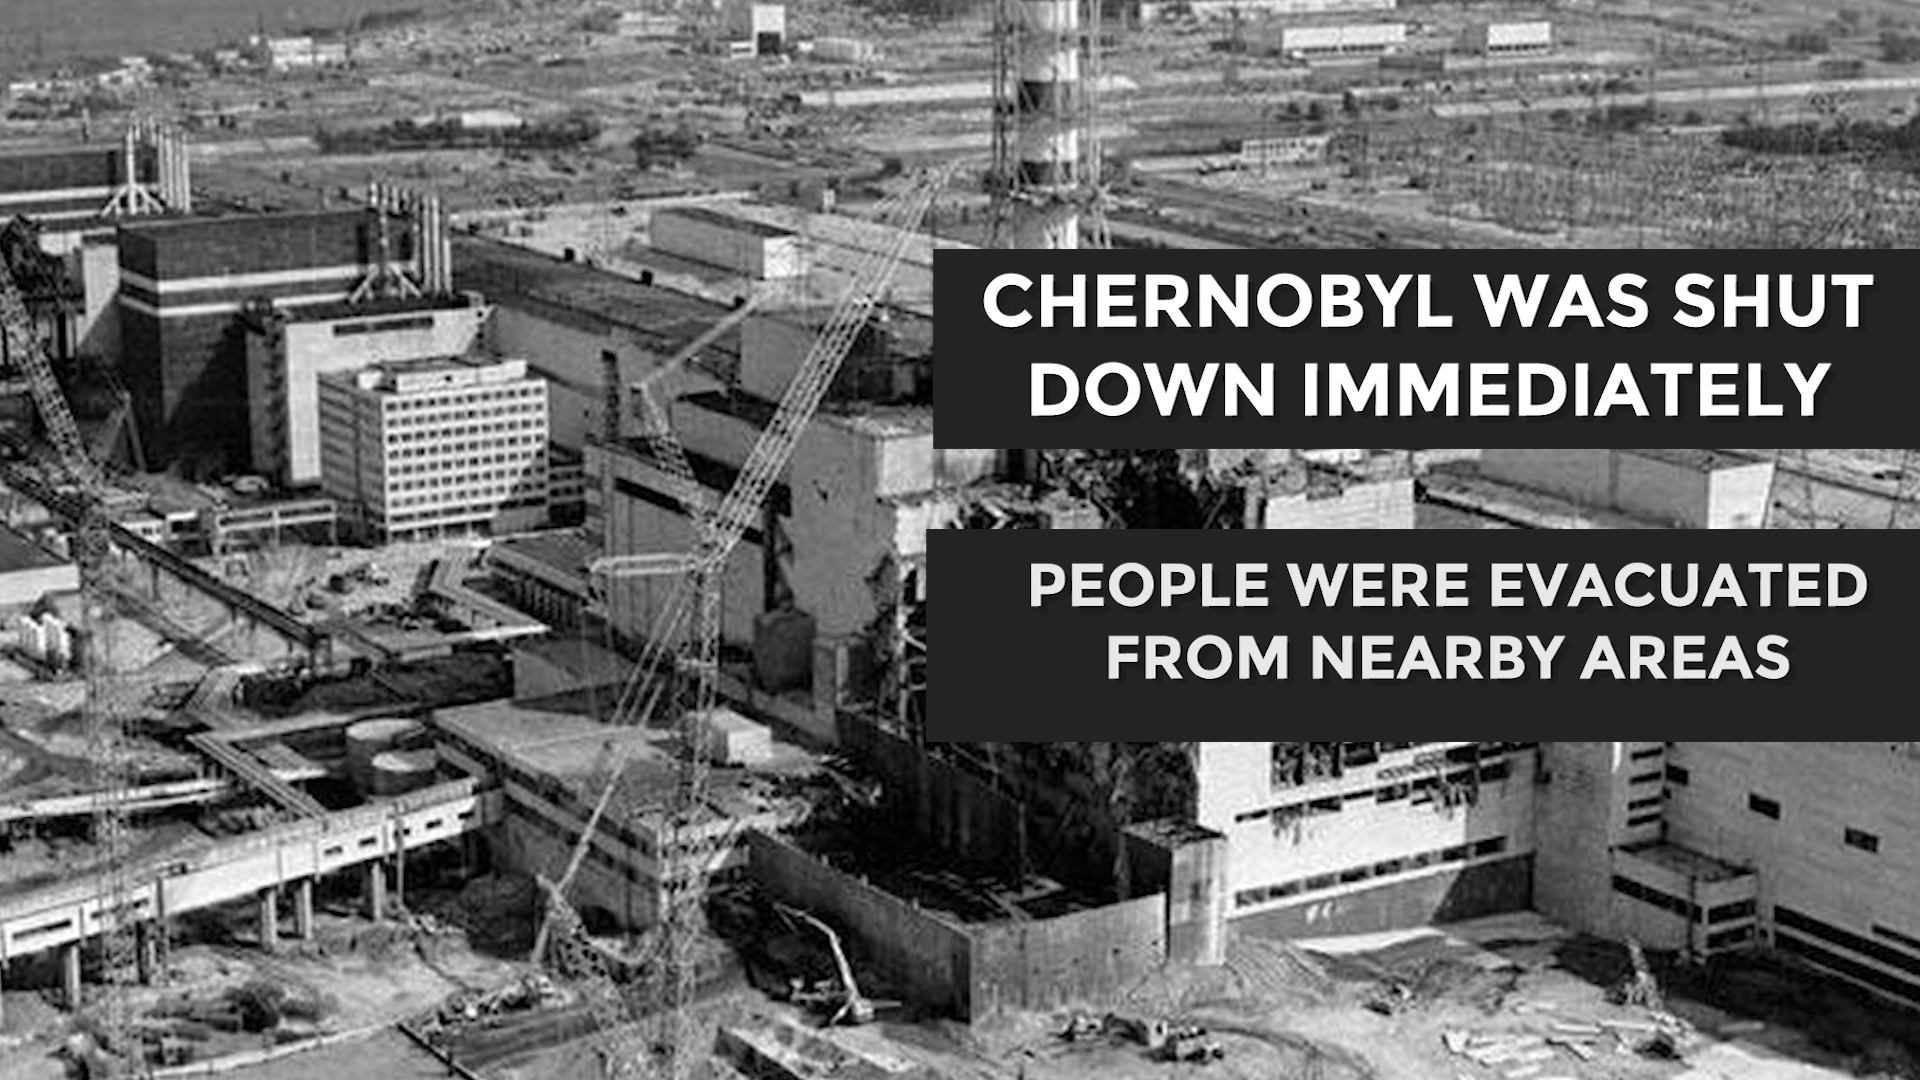 CHERNOBYL WAS SHUT
DOWN IMMEDIATELY
PEOPLE WERE EVACUATED
FROM NEARBY AREAS